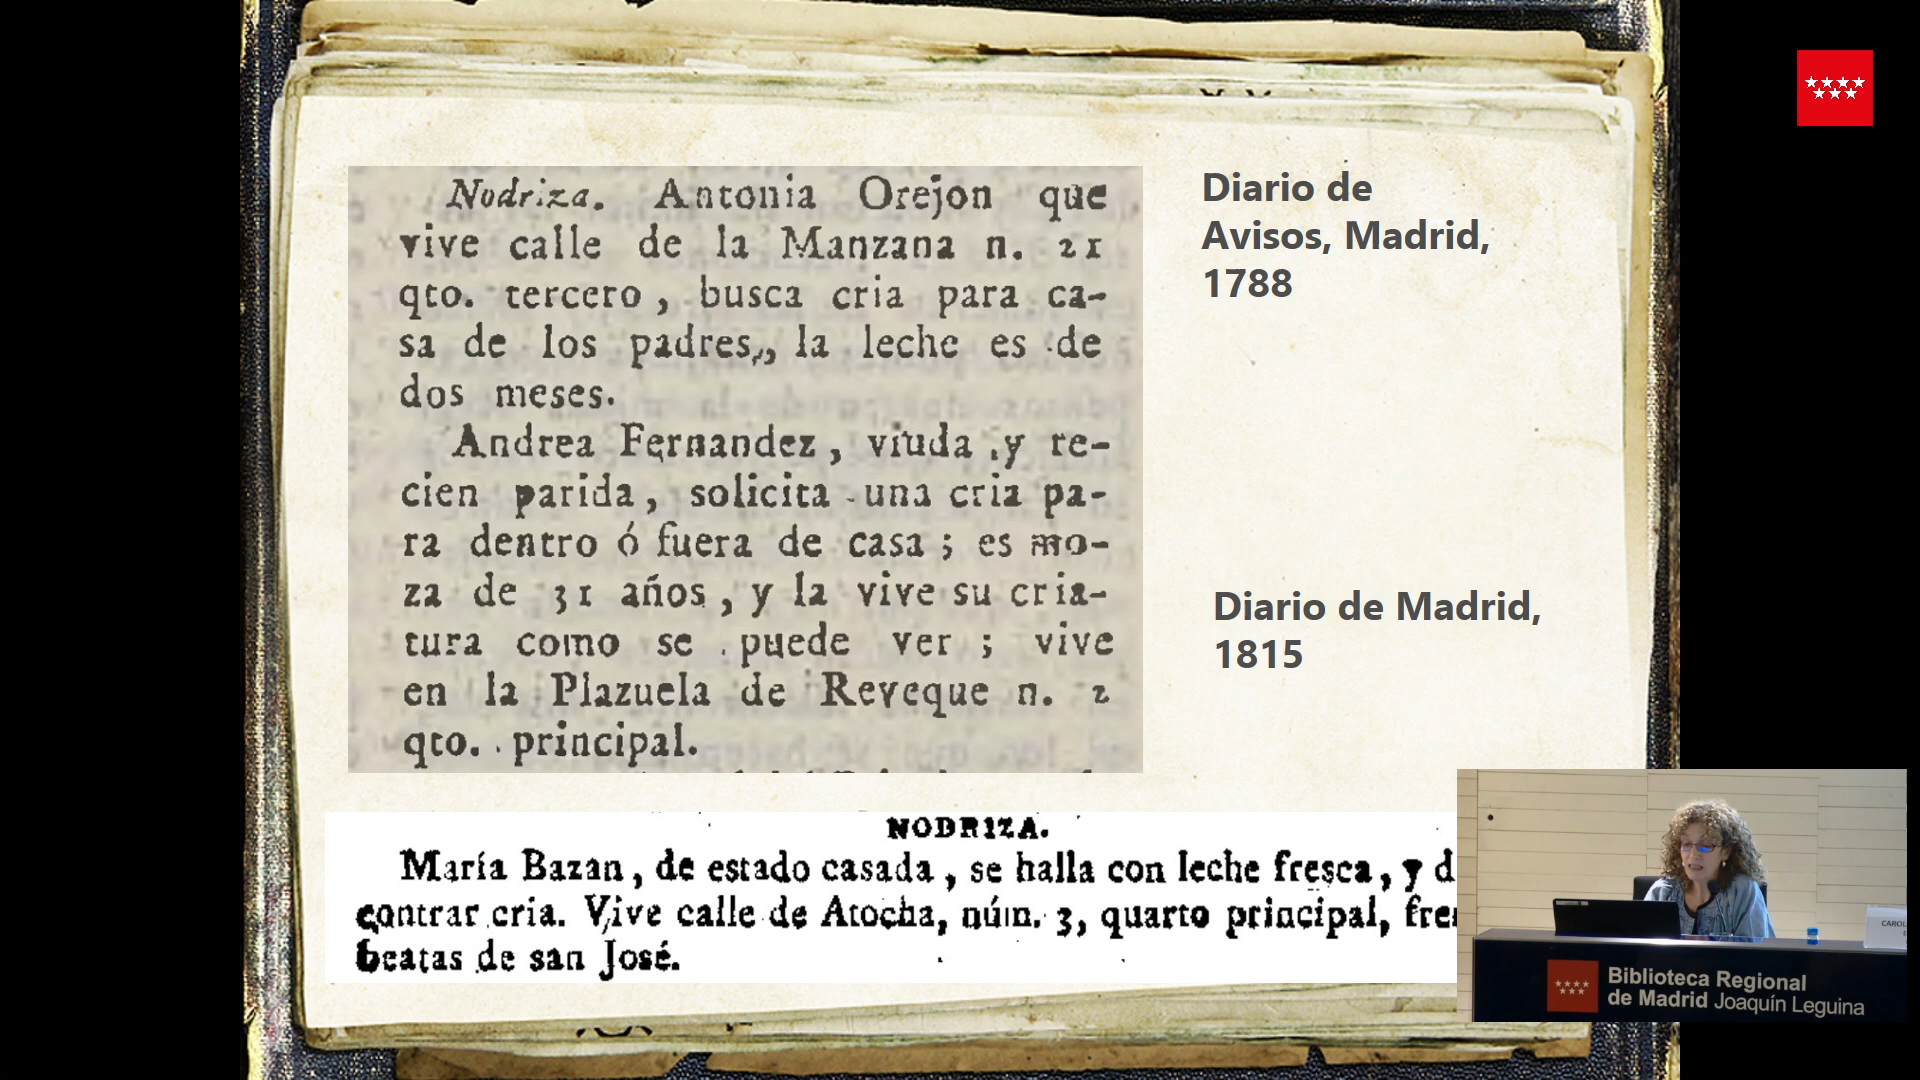 Nodriza. Antonia Orejon que
vive calle de la Manzana n. 21
qto. tercero, busca cria para ca-
sa de los padres,, la leche es de
dos meses.
Andrea Fernandez, viuda y re-
cien parida, solicita una cria pa-
ra dentro ó fuera de casa; es mo-
za de 31 años, y la vive su cria-
tura como se puede ver; vive
en la Plazuela de Reveque n. 2
qto. principal.
Diario de
Avisos, Madrid,
1788
Diario de Madrid,
1815
NODRIZA.
María Bazan, de estado casada, se halla con leche fresca, y d
contrar cria. Vive calle de Atocha, núm. 3, quarto principal, fre
beatas de san José.
CAROL
Biblioteca Regional
de Madrid Joaquín Leguina